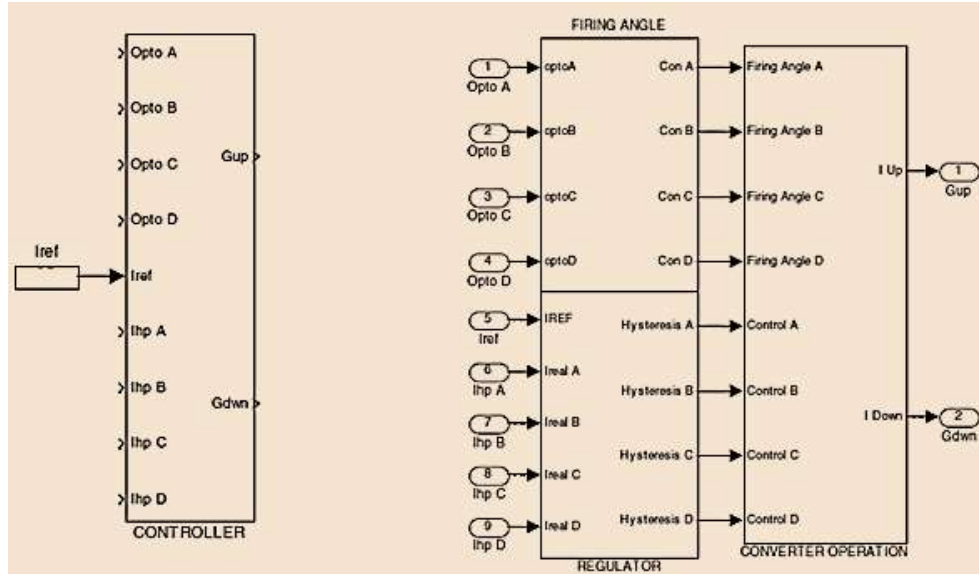 Opto A
Opto B
Opto C
Opto D
Iref
Iref
Ihp A
Ihp B
Ihp C
Ihp D
Gup
Gdwn
CONTROLLER
FIRING ANGLE
1
Opto A
2
Opto B
3
Opto C
4
Opto D
5
Iref
6
Ihp A
7
Ihp B
8
Ihp C
9
Ihp D
optoA
optoB
optoC
optoD
IREF
Ireal A
Ireal B
Ireal C
Ireal D
Con A
Con B
Con C
Con D
Hysteresis A
Hysteresis B
Hysteresis C
Hysteresis D
REGULATOR
Firing Angle A
Firing Angle B
Firing Angle C
Firing Angle D
Control A
Control B
Control C
Control D
I Up
I Down
CONVERTER OPERATION
1
Gup
2
Gdwn